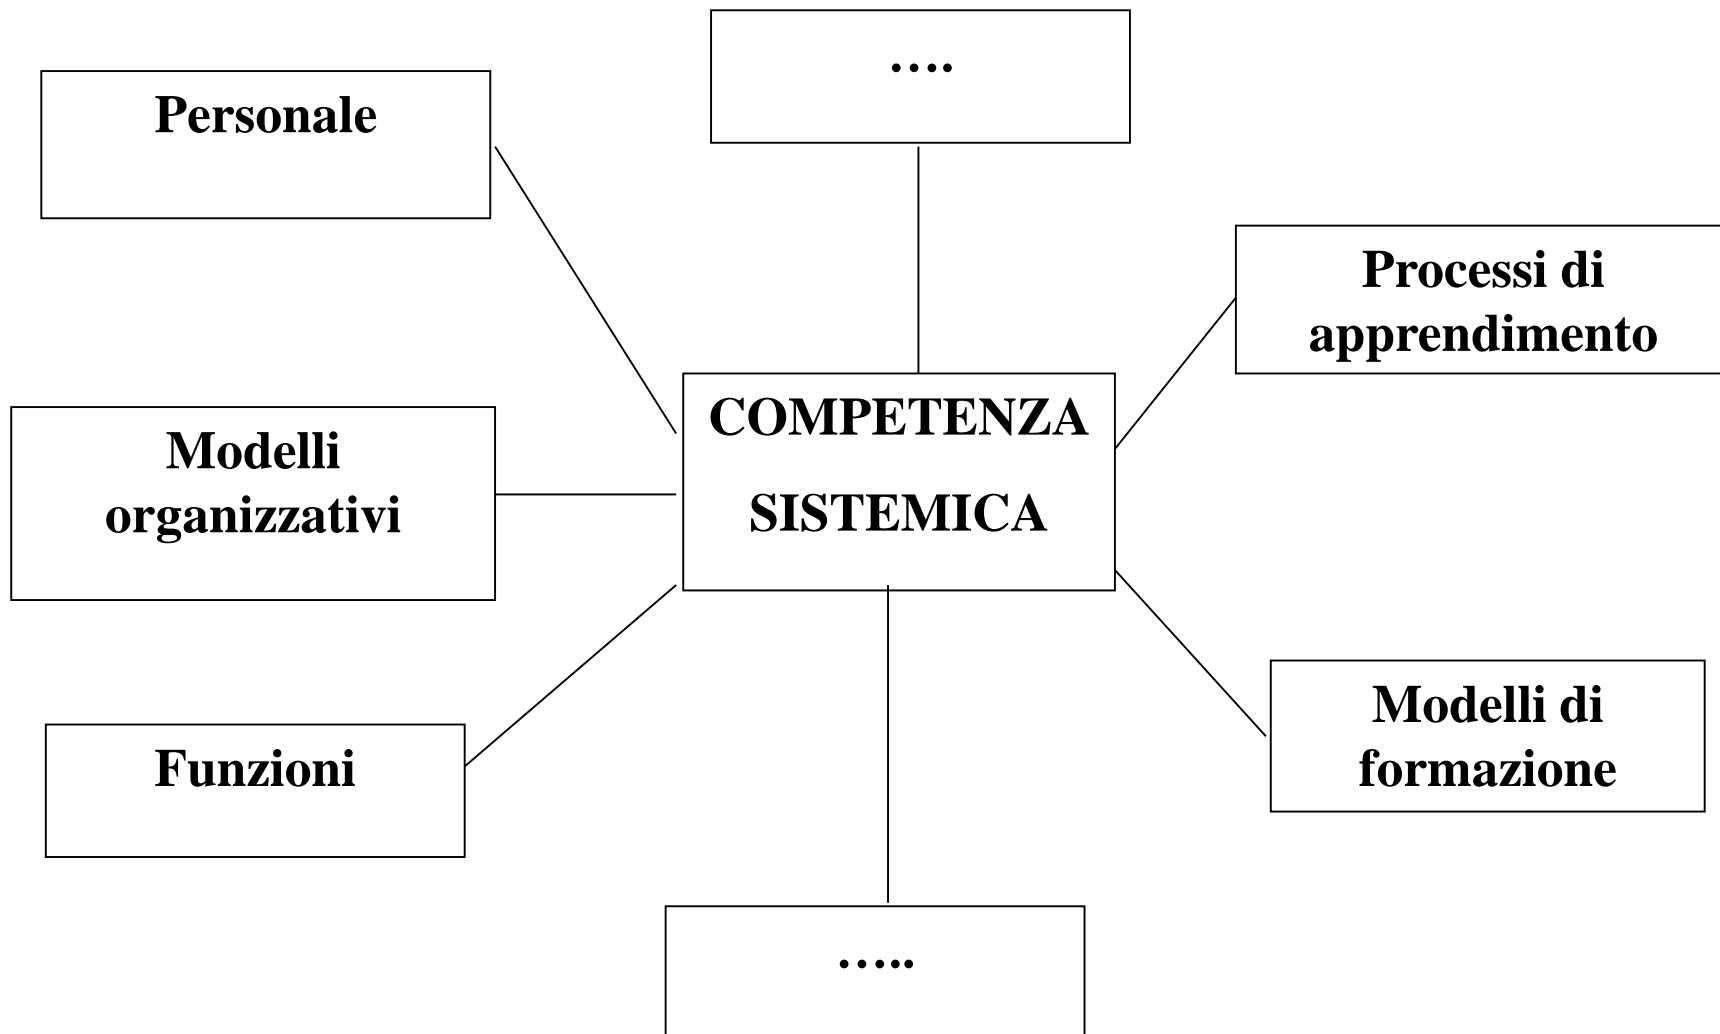 ….
Personale
Processi di
apprendimento
COMPETENZA
SISTEMICA
Modelli
organizzativi
Modelli di
formazione
Funzioni
…..